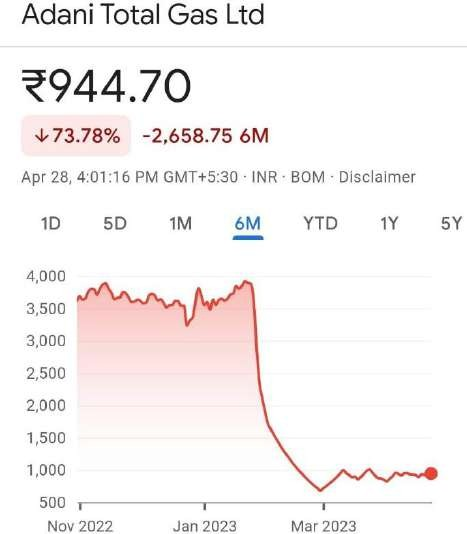 Adani Total Gas Ltd
₹944.70
↓73.78% -2,658.75 6M
Apr 28, 4:01:16 PM GMT+5:30 · INR · BOM · Disclaimer
1D 5D 1M 6M YTD 1Y 5Y
4,000
3,500
3,000
2,500
2,000
1,500
1,000
500
Nov 2022 Jan 2023 Mar 2023